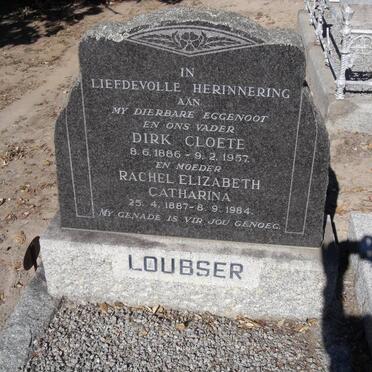 IN
LIEFDEVOLLE HERINNERING
AAN
MY DIERBARE EGGENOOT
EN ONS VADER
DIRK CLOETE
8.6.1886 - 9.2.1957.
EN MOEDER
RACHEL ELIZABETH
CATHARINA
25.4.1887-8.9.1984.
MY GENADE IS VIR JOU GENOEG.
LOUBSER